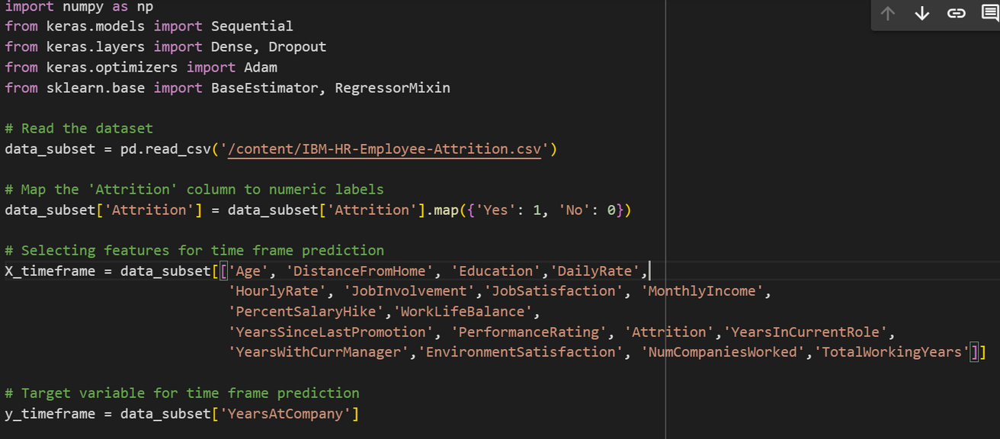 import numpy as np
from keras.models import Sequential
from keras.layers import Dense, Dropout
from keras.optimizers import Adam
from sklearn.base import BaseEstimator, RegressorMixin
# Read the dataset
data_subset = pd.read_csv('/content/IBM-HR-Employee-Attrition.csv')
# Map the 'Attrition' column to numeric labels
data_subset['Attrition'] = data_subset['Attrition'].map({'Yes': 1, 'No': 0})
# Selecting features for time frame prediction
X_timeframe = data_subset[['Age', 'DistanceFromHome', 'Education','DailyRate',
'HourlyRate', 'JobInvolvement','JobSatisfaction', 'MonthlyIncome',
'PercentSalaryHike','WorkLifeBalance',
'YearsSinceLastPromotion', 'PerformanceRating', 'Attrition','YearsInCurrentRole',
'YearsWithCurrManager','EnvironmentSatisfaction', 'NumCompaniesWorked','TotalWorkingYears']]
# Target variable for time frame prediction
y_timeframe = data_subset['YearsAtCompany']